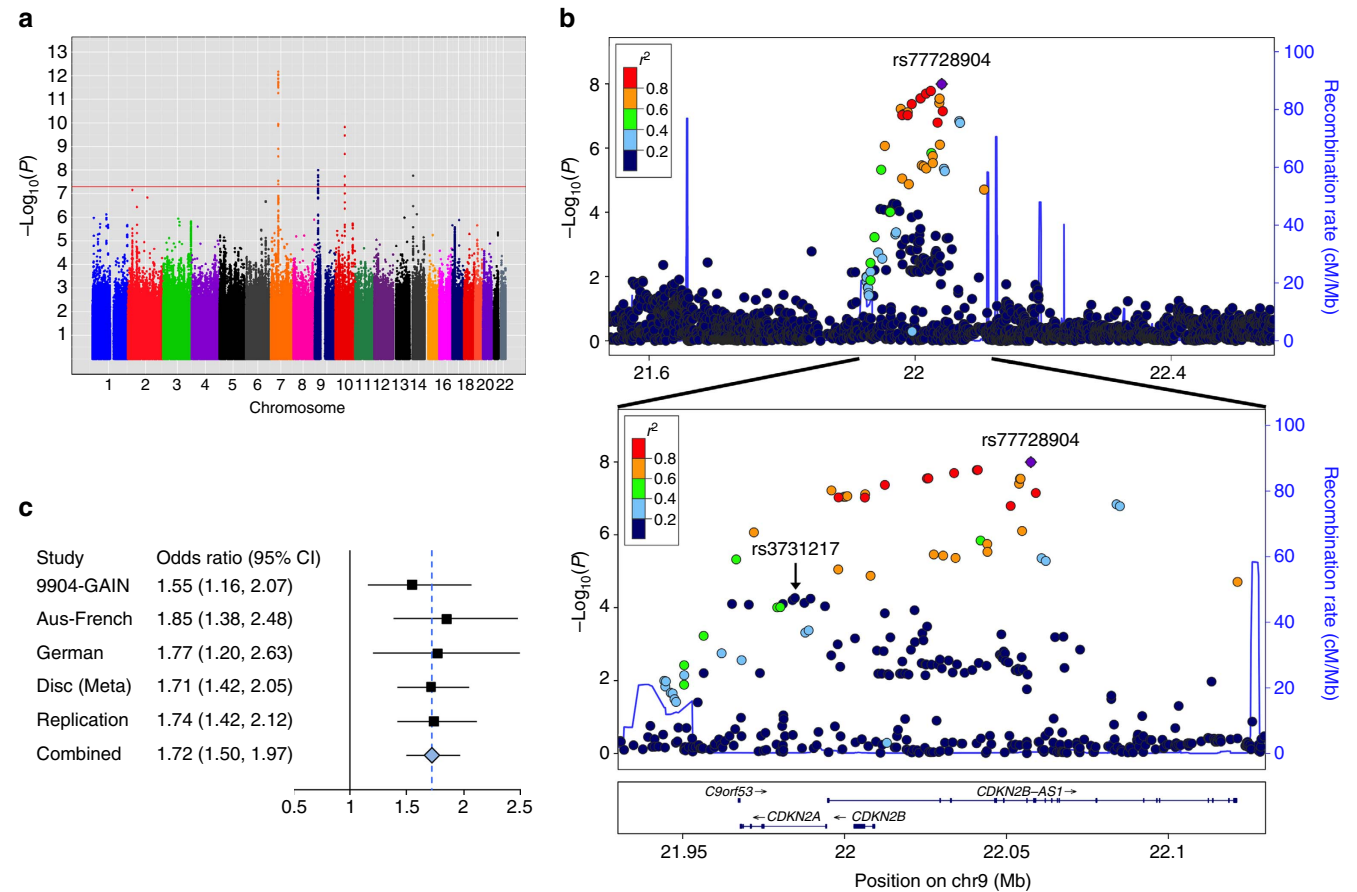 a
13
12
11
10
9
8
7
6
5
4
3
2
1
–Log10(P)
1 2 3 4 5 6 7 8 9 10 11 12 13 14 16 18 20 22
Chromosome
b
r2
0.8
0.6
0.4
0.2
rs77728904
8
6
4
2
0
–Log10(P)
100
80
60
40
20
0
Recombination rate (cM/Mb)
21.6 22 22.4
r2
0.8
0.6
0.4
0.2
rs77728904
rs3731217
8
6
4
2
0
–Log10(P)
100
80
60
40
20
0
Recombination rate (cM/Mb)
C9orf53→ CDKN2B–AS1→
←CDKN2A ← CDKN2B
21.95 22 22.05 22.1
Position on chr9 (Mb)
c
Study Odds ratio (95% CI)
9904-GAIN 1.55 (1.16, 2.07)
Aus-French 1.85 (1.38, 2.48)
German 1.77 (1.20, 2.63)
Disc (Meta) 1.71 (1.42, 2.05)
Replication 1.74 (1.42, 2.12)
Combined 1.72 (1.50, 1.97)
0.5 1 1.5 2 2.5